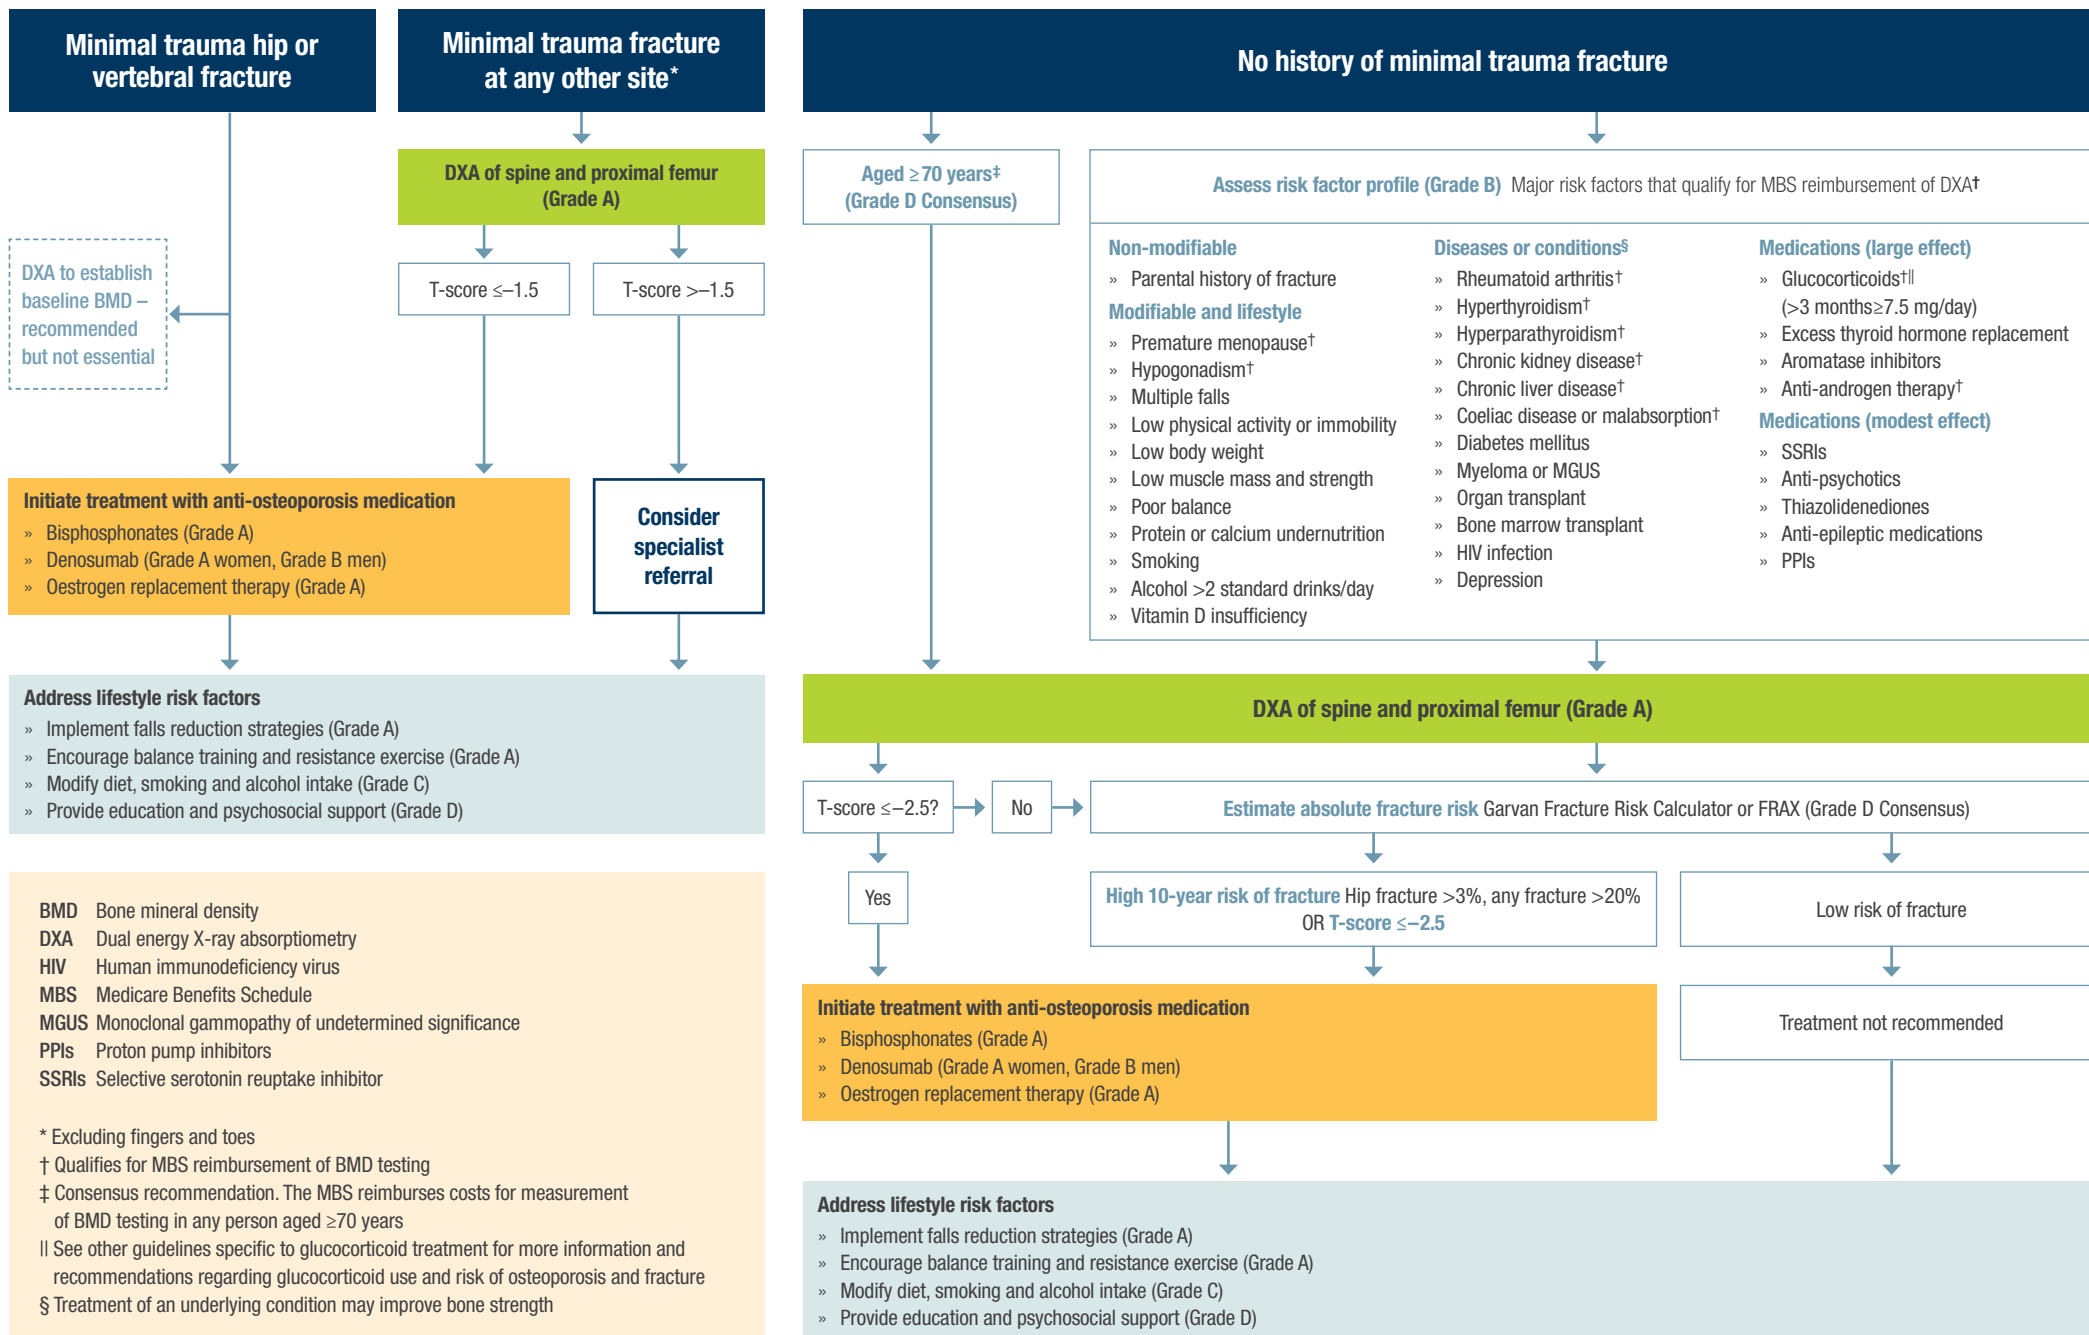 Minimal trauma hip or
vertebral fracture
DXA to establish
baseline BMD –
recommended
but not essential
Minimal trauma fracture
at any other site*
DXA of spine and proximal femur
(Grade A)
T-score ≤–1.5
T-score >–1.5
Initiate treatment with anti-osteoporosis medication
» Bisphosphonates (Grade A)
» Denosumab (Grade A women, Grade B men)
» Oestrogen replacement therapy (Grade A)
Consider
specialist
referral
Address lifestyle risk factors
» Implement falls reduction strategies (Grade A)
» Encourage balance training and resistance exercise (Grade A)
» Modify diet, smoking and alcohol intake (Grade C)
» Provide education and psychosocial support (Grade D)
BMD Bone mineral density
DXA Dual energy X-ray absorptiometry
HIV Human immunodeficiency virus
MBS Medicare Benefits Schedule
MGUS Monoclonal gammopathy of undetermined significance
PPIs Proton pump inhibitors
SSRIs Selective serotonin reuptake inhibitor
* Excluding fingers and toes
† Qualifies for MBS reimbursement of BMD testing
‡ Consensus recommendation. The MBS reimburses costs for measurement
of BMD testing in any person aged ≥70 years
|| See other guidelines specific to glucocorticoid treatment for more information and
recommendations regarding glucocorticoid use and risk of osteoporosis and fracture
§ Treatment of an underlying condition may improve bone strength
No history of minimal trauma fracture
Aged ≥70 years‡
(Grade D Consensus)
Assess risk factor profile (Grade B) Major risk factors that qualify for MBS reimbursement of DXA†
Non-modifiable
» Parental history of fracture
Modifiable and lifestyle
» Premature menopause†
» Hypogonadism†
» Multiple falls
» Low physical activity or immobility
» Low body weight
» Low muscle mass and strength
» Poor balance
» Protein or calcium undernutrition
» Smoking
» Alcohol >2 standard drinks/day
» Vitamin D insufficiency
Diseases or conditions§
» Rheumatoid arthritis†
» Hyperthyroidism†
» Hyperparathyroidism†
» Chronic kidney disease†
» Chronic liver disease†
» Coeliac disease or malabsorption†
» Diabetes mellitus
» Myeloma or MGUS
» Organ transplant
» Bone marrow transplant
» HIV infection
» Depression
Medications (large effect)
» Glucocorticoids†||
(>3 months≥7.5 mg/day)
» Excess thyroid hormone replacement
» Aromatase inhibitors
» Anti-androgen therapy†
Medications (modest effect)
» SSRIs
» Anti-psychotics
» Thiazolidenediones
» Anti-epileptic medications
» PPIs
DXA of spine and proximal femur (Grade A)
T-score ≤–2.5?
No
Estimate absolute fracture risk Garvan Fracture Risk Calculator or FRAX (Grade D Consensus)
Yes
High 10-year risk of fracture Hip fracture >3%, any fracture >20%
OR T-score ≤–2.5
Low risk of fracture
Initiate treatment with anti-osteoporosis medication
» Bisphosphonates (Grade A)
» Denosumab (Grade A women, Grade B men)
» Oestrogen replacement therapy (Grade A)
Treatment not recommended
Address lifestyle risk factors
» Implement falls reduction strategies (Grade A)
» Encourage balance training and resistance exercise (Grade A)
» Modify diet, smoking and alcohol intake (Grade C)
» Provide education and psychosocial support (Grade D)